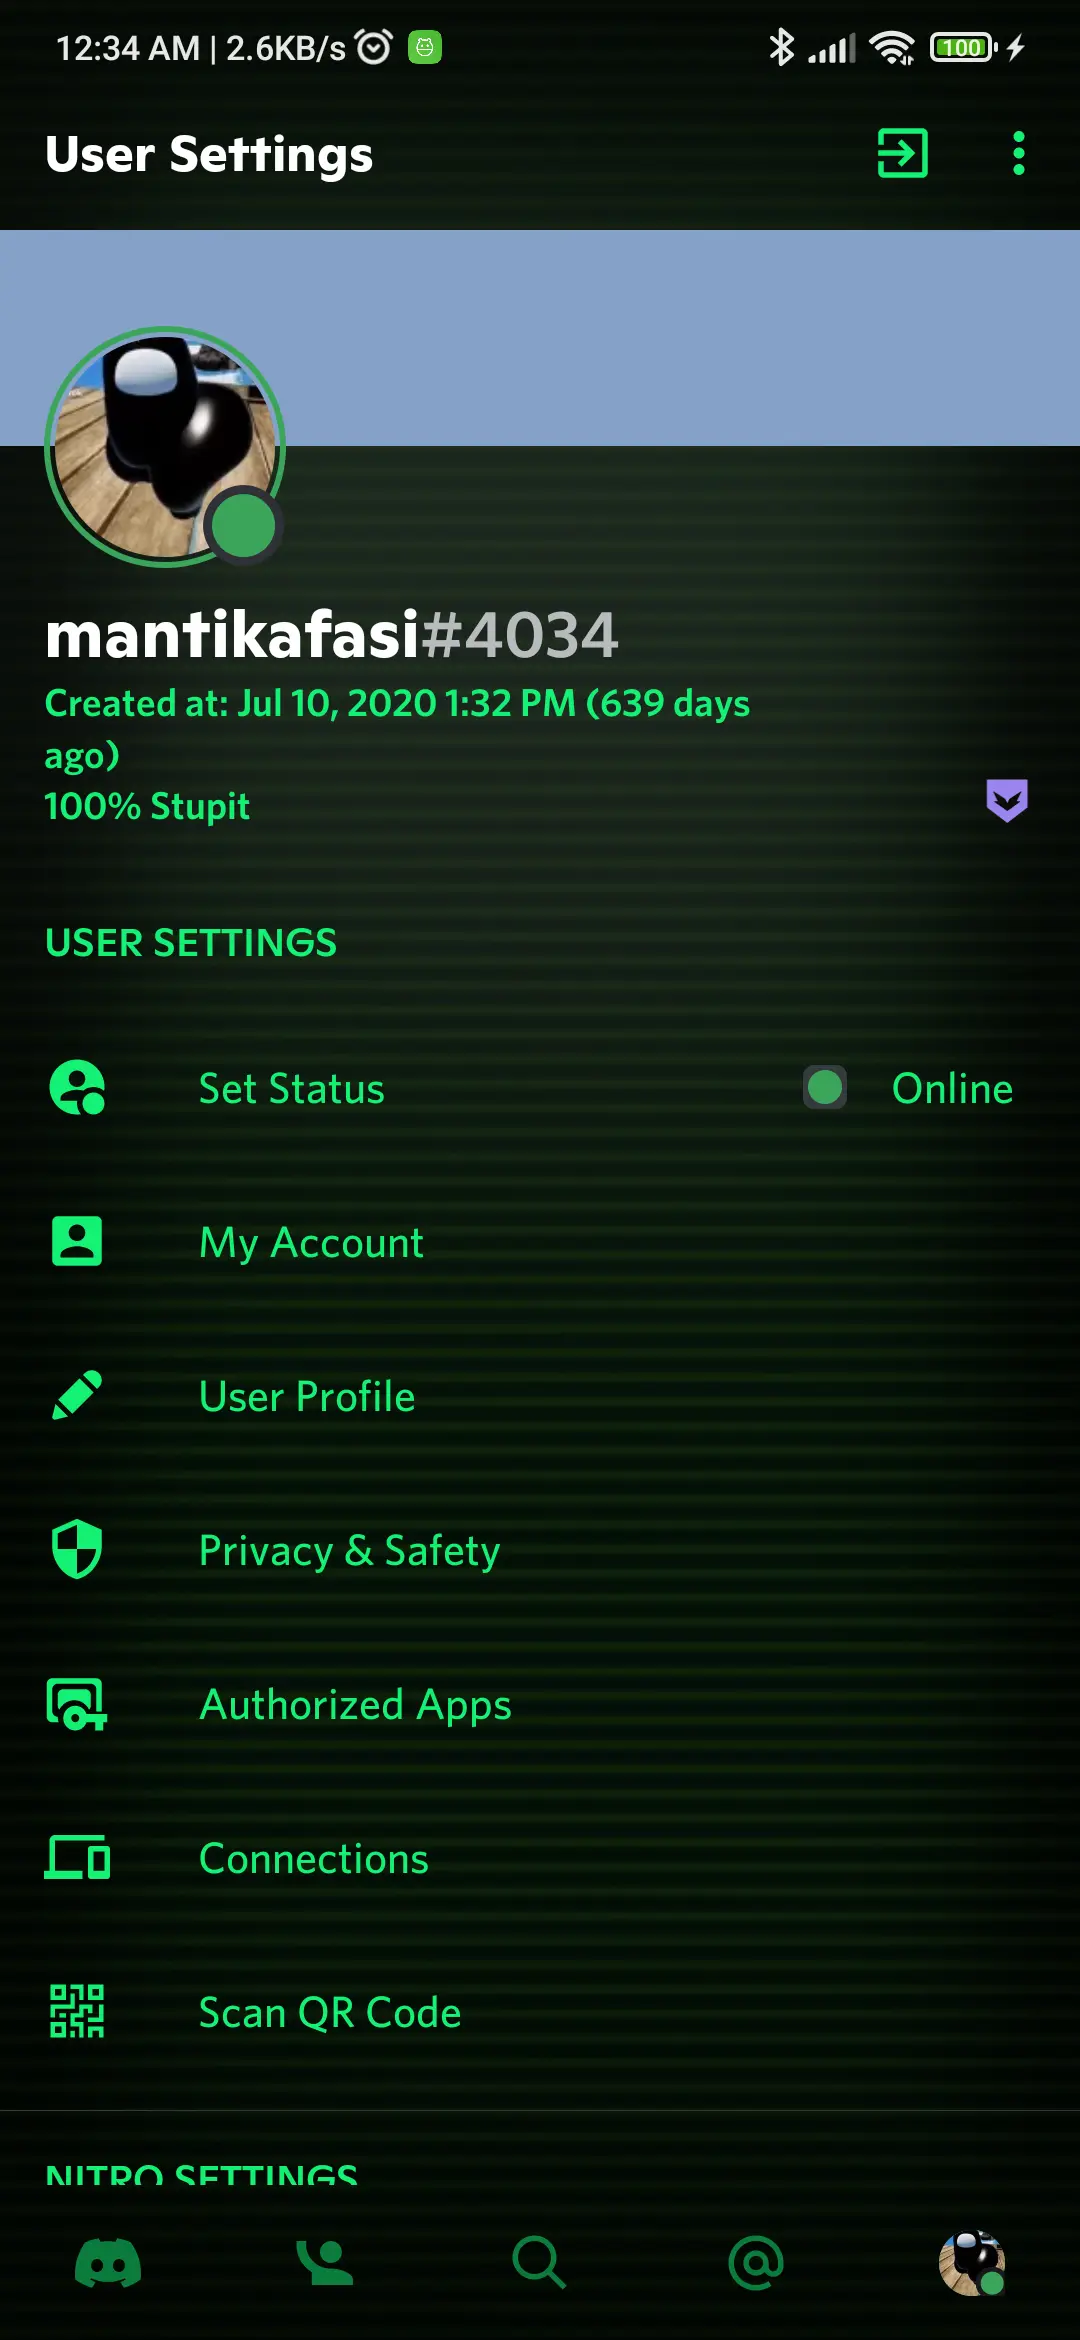 12:34 AM | 2.6KB/s
100
User Settings
mantikafasi#4034
Created at: Jul 10, 2020 1:32 PM (639 days
ago)
100% Stupit
USER SETTINGS
Set Status
Online
My Account
User Profile
Privacy & Safety
Authorized Apps
Connections
Scan QR Code
NITRO SETTINGS